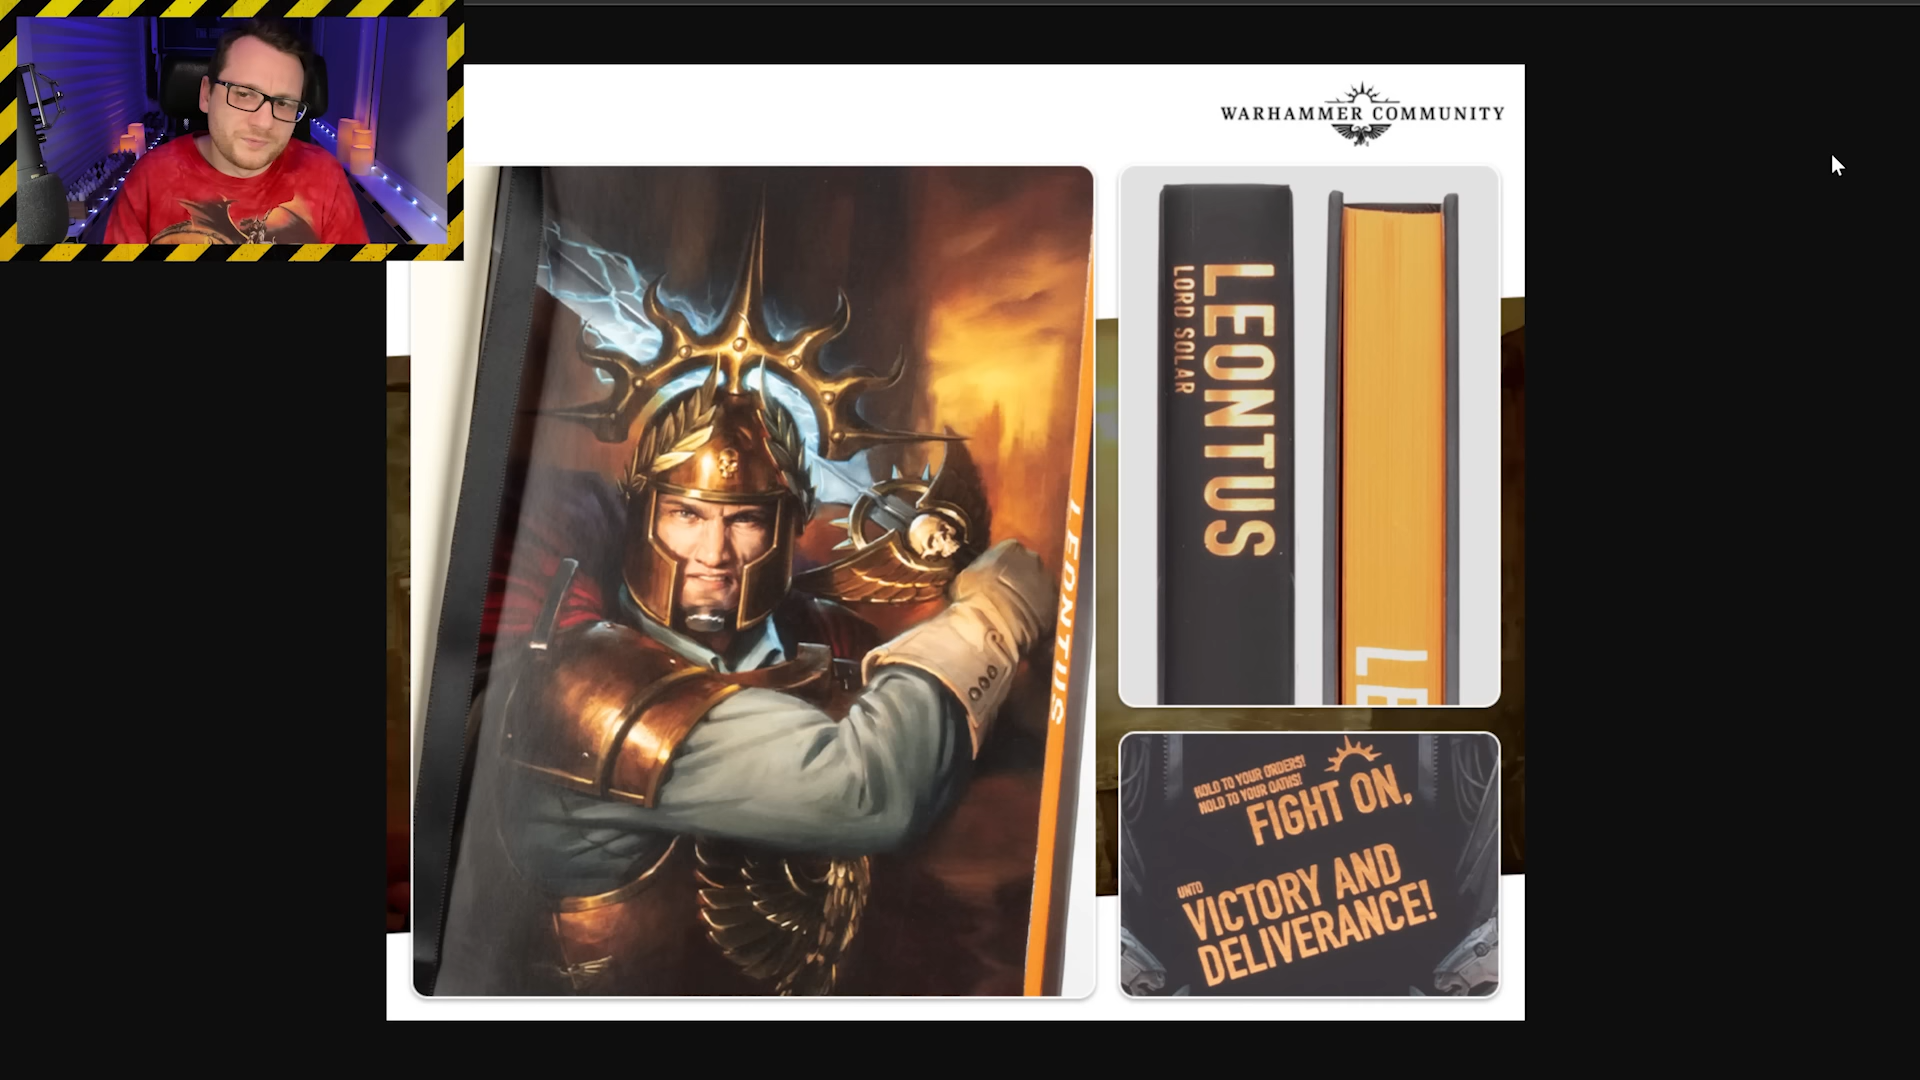 WARHAMMER COMMUNITY
LEONTUS
LEONTUS
LORD SOLAR
LE
HOLD TO YOUR ORDERS!
HOLD TO YOUR OATHS!
FIGHT ON,
UNTO
VICTORY AND
DELIVERANCE!